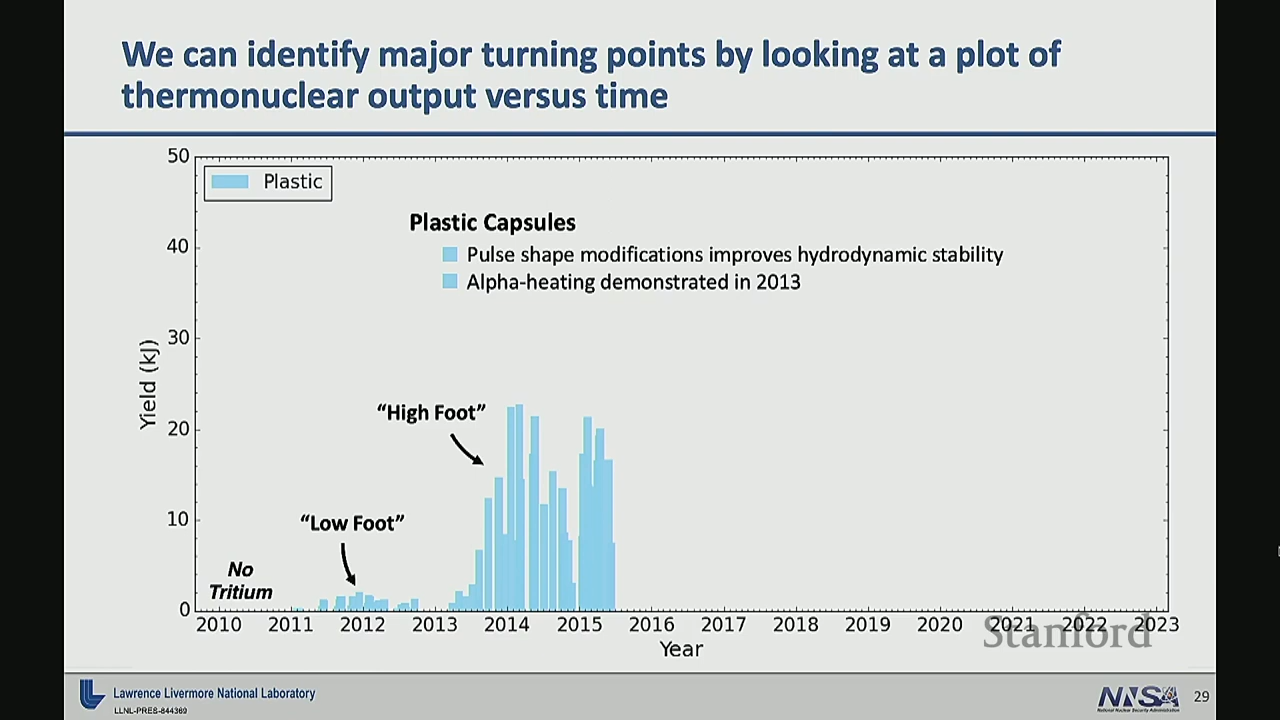 We can identify major turning points by looking at a plot of
thermonuclear output versus time
50
Plastic
Plastic Capsules
40
Pulse shape modifications improves hydrodynamic stability
Alpha-heating demonstrated in 2013
30
Yield (kJ)
"High Foot"
20
10
"Low Foot"
No
Tritium
0
2010 2011 2012 2013 2014 2015 2016 2017 2018 2019 2020 2021 2022 2023
Stanford
Year
Lawrence Livermore National Laboratory
LLNL-PRES-844369
NNSA
National Nuclear Security Administration
29